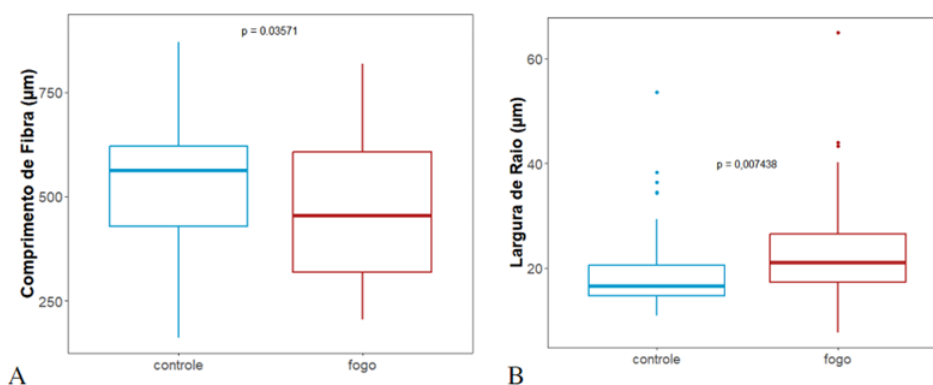 p = 0.03571
Comprimento de Fibra (µm)
750
500
250
controle
fogo
A
p = 0,007438
Largura de Raio (µm)
60
40
20
controle
fogo
B